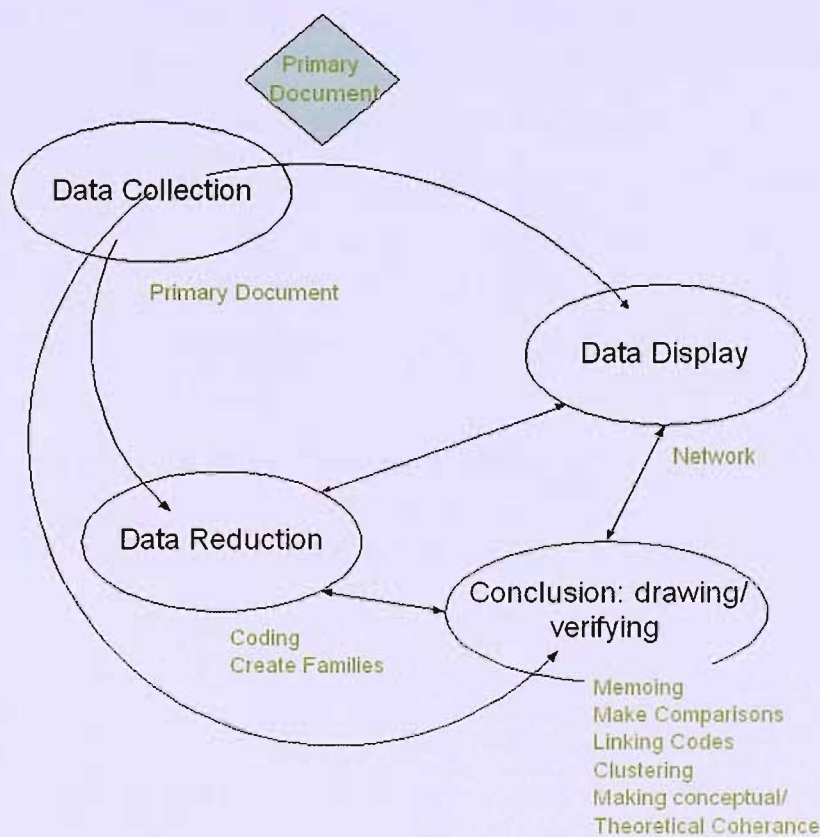 Primary
Document
Data Collection
Primary Document
Data Display
Network
Data Reduction
Coding
Create Families
Conclusion: drawing/
verifying
Memoing
Make Comparisons
Linking Codes
Clustering
Making conceptual/
Theoretical Coherance